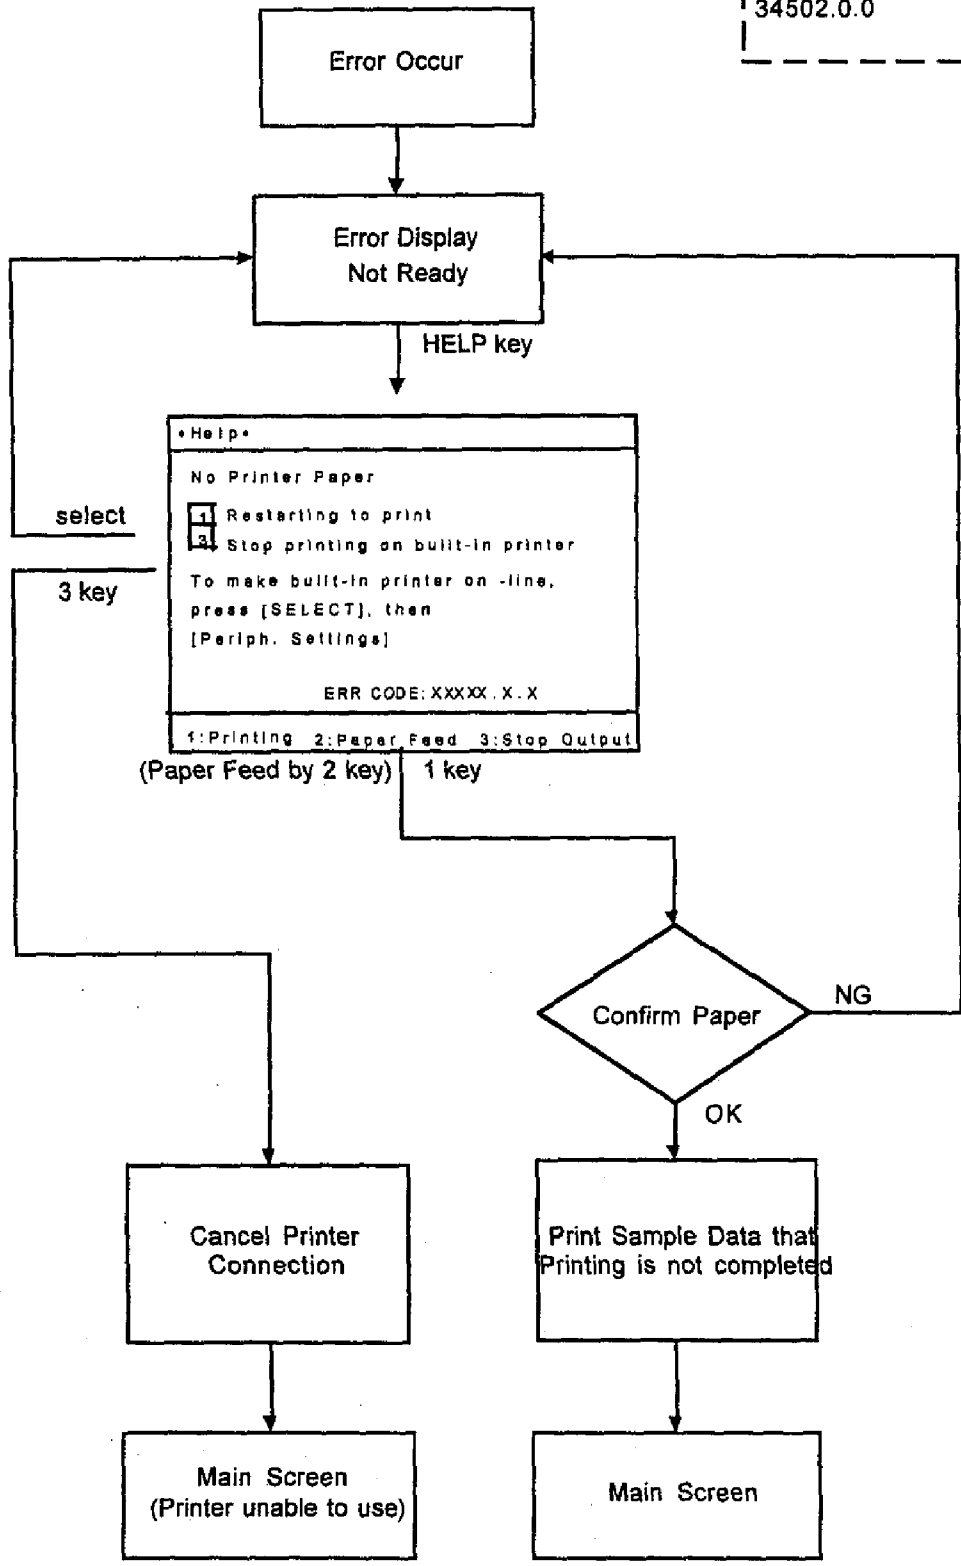 34502.0.0
Error Occur
Error Display
Not Ready
HELP key
•Help•
No Printer Paper
1 Restarting to print
3 Stop printing on built-in printer
To make built-in printer on -line,
press [SELECT], then
[Periph. Settings]
ERR CODE: XXXXX . X . X
1:Printing 2:Paper Feed 3:Stop Output
select
3 key
(Paper Feed by 2 key) 1 key
Confirm Paper
NG
OK
Cancel Printer
Connection
Print Sample Data that
Printing is not completed
Main Screen
(Printer unable to use)
Main Screen